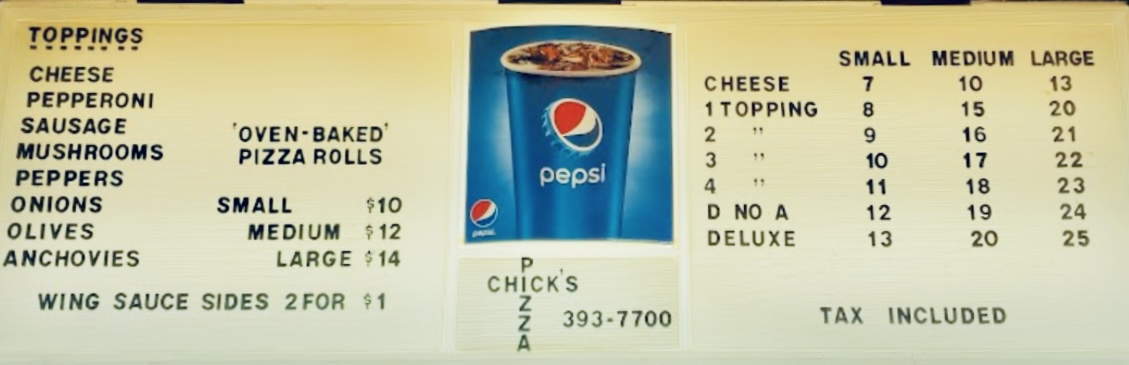 TOPPINGS
CHEESE
PEPPERONI
SAUSAGE
MUSHROOMS
PEPPERS
ONIONS
OLIVES
ANCHOVIES
'OVEN-BAKED'
PIZZA ROLLS
SMALL $10
MEDIUM $12
LARGE $14
WING SAUCE SIDES 2 FOR $1
pepsi
pepsi
PIZZA
CHICK'S
393-7700
SMALL MEDIUM LARGE
CHEESE 7 10 13
1 TOPPING 8 15 20
2 " 9 16 21
3 " 10 17 22
4 " 11 18 23
D NO A 12 19 24
DELUXE 13 20 25
TAX INCLUDED